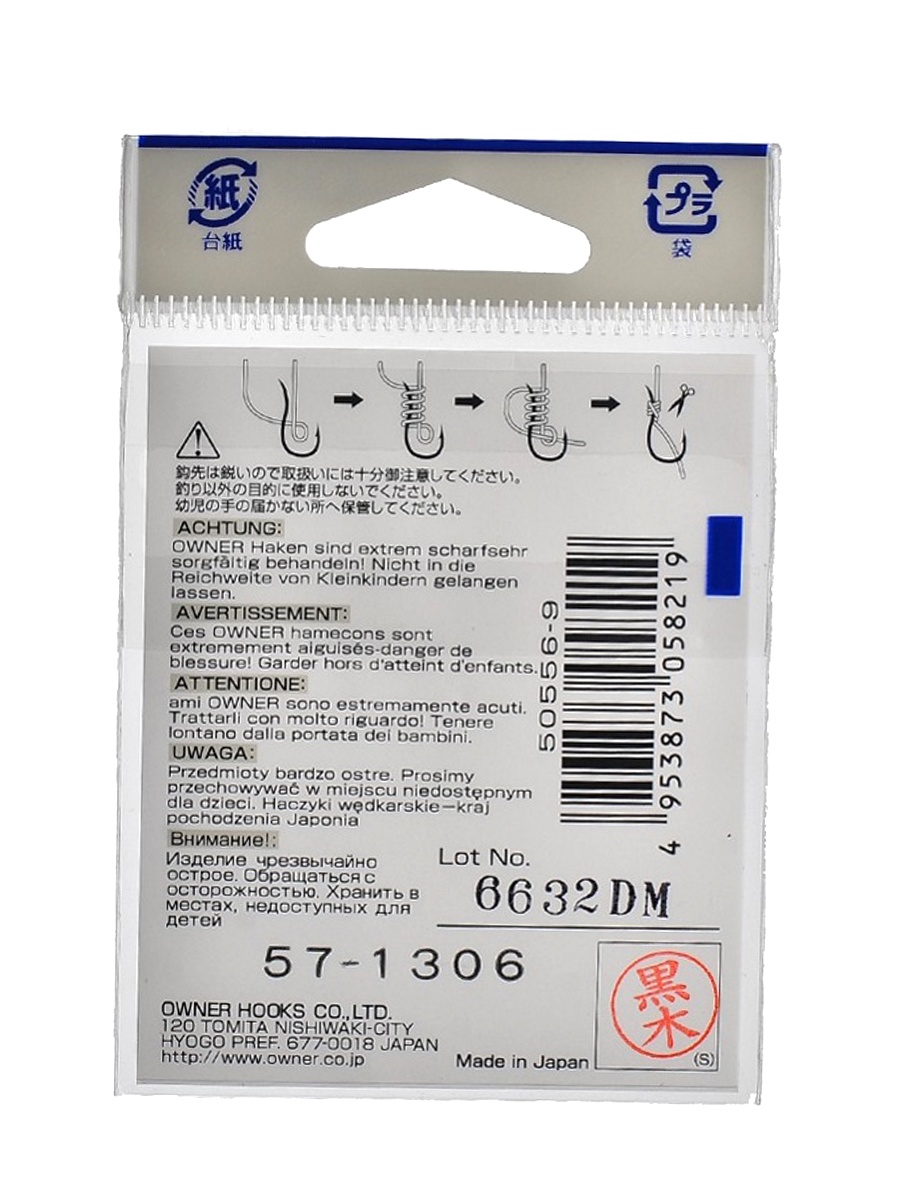 紙
台紙
プラ
袋
鈎先は鋭いので取扱いには十分御注意してください。
釣り以外の目的に使用しないでください。
幼児の手の届かない所へ保管してください。
ACHTUNG:
OWNER Haken sind extrem scharfsehr
sorgfältig behandeln! Nicht in die
Reichweite von Kleinkindern gelangen
lassen.
AVERTISSEMENT:
Ces OWNER hamecons sont
extremement aiguisés-danger de
blessure! Garder hors d'atteint d'enfants.
ATTENTIONE:
ami OWNER sono estremamente acuti.
Trattarli con molto riguardo! Tenere
lontano dalla portata dei bambini.
UWAGA:
Przedmioty bardzo ostre. Prosimy
przechowywać w miejscu niedostępnym
dla dzieci. Haczyki wędkarskie—kraj
pochodzenia Japonia
Внимание!:
Изделие чрезвычайно
острое. Обращаться с
осторожностью. Хранить в
местах, недоступных для
детей
50556-9
4 953873 058219
Lot No.
6632DM
57-1306
OWNER HOOKS CO.,LTD.
120 TOMITA NISHIWAKI-CITY
HYOGO PREF. 677-0018 JAPAN
http://www.owner.co.jp
Made in Japan
黒木
(S)